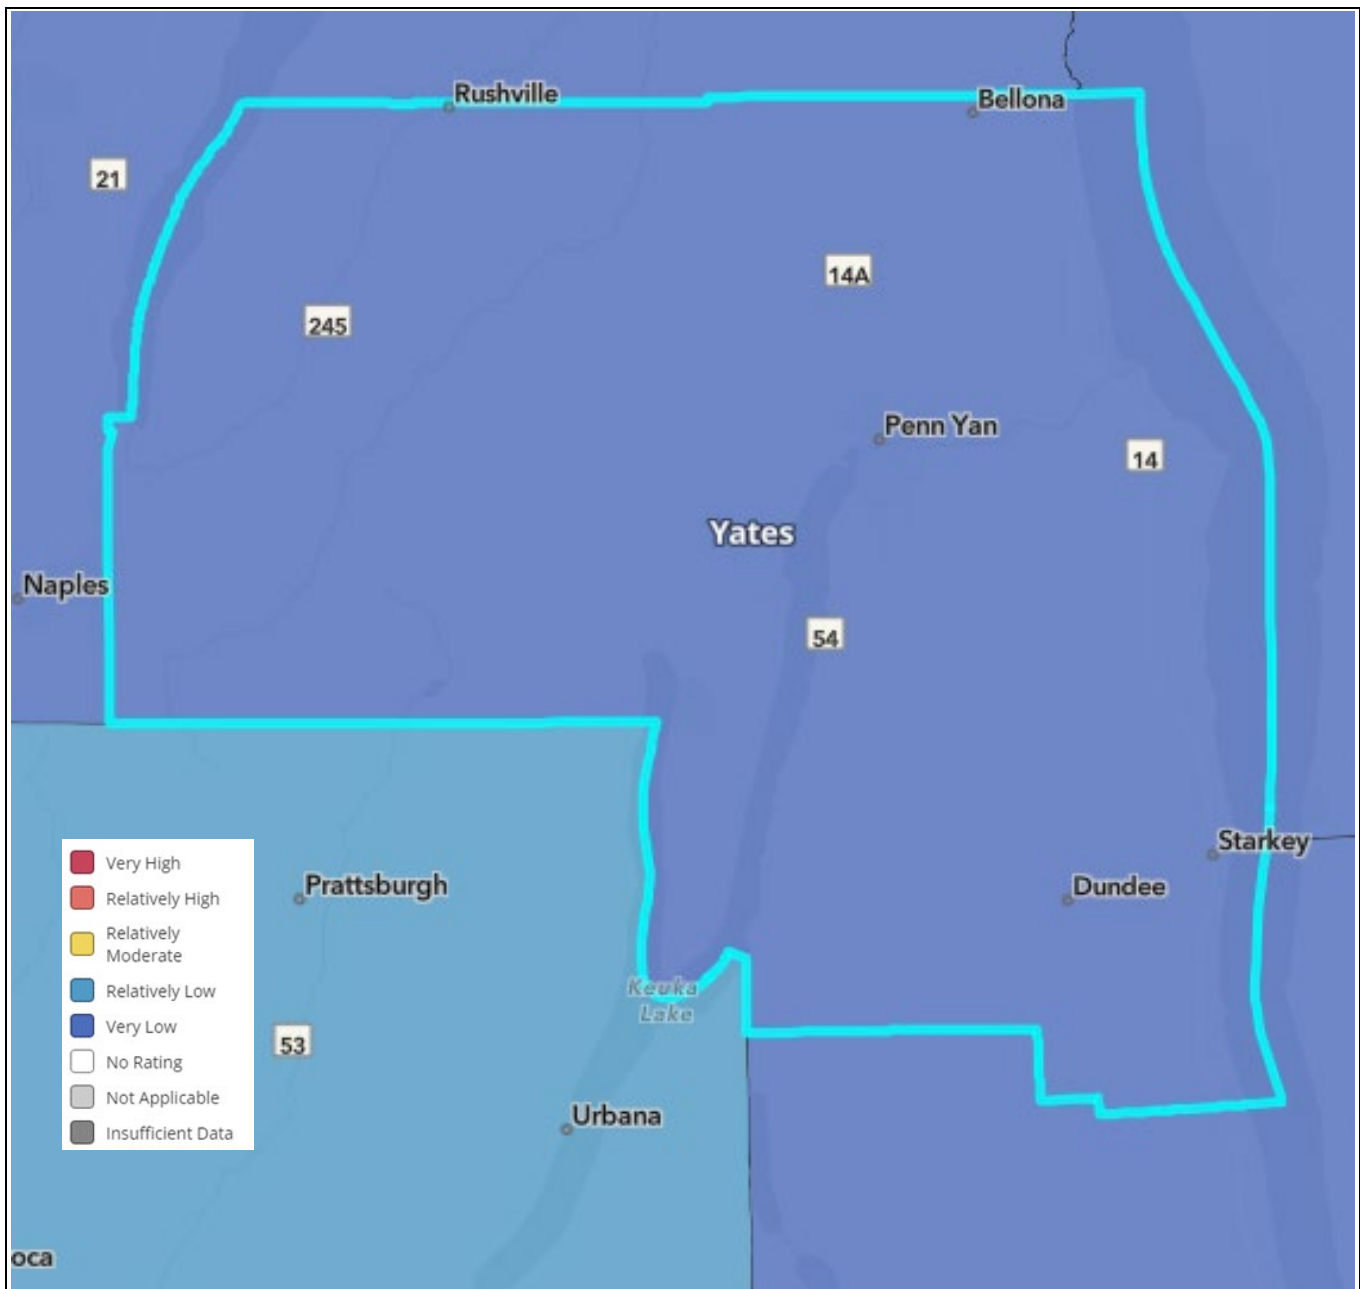 Rushville
Bellona
21
14A
245
Penn Yan
14
Yates
Naples
54
Starkey
Prattsburgh
Dundee
Very High
Relatively High
Relatively
Moderate
Relatively Low
Very Low
No Rating
Not Applicable
Insufficient Data
Keuka
Lake
53
Urbana
oca